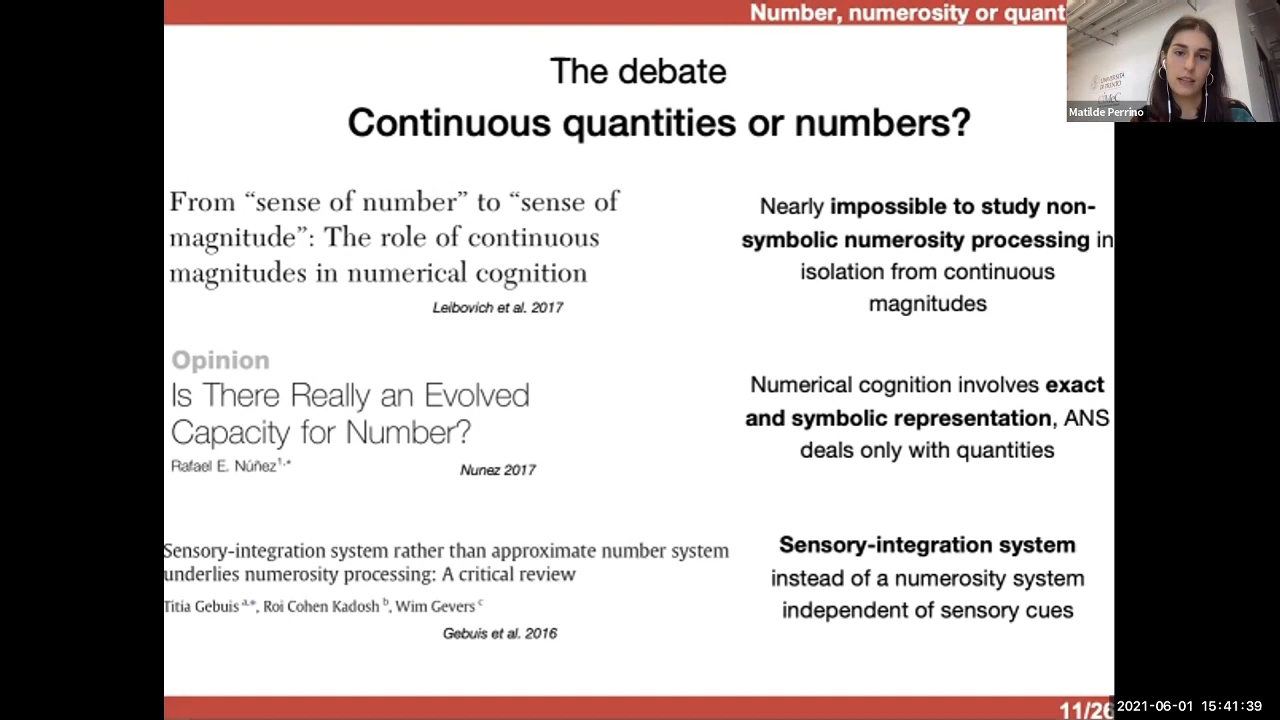 Number, numerosity or quant
The debate
Continuous quantities or numbers?
From “sense of number” to “sense of
magnitude”: The role of continuous
magnitudes in numerical cognition
Leibovich et al. 2017
Nearly impossible to study non-
symbolic numerosity processing in
isolation from continuous
magnitudes
Opinion
Is There Really an Evolved
Capacity for Number?
Rafael E. Núñez1,*
Nunez 2017
Numerical cognition involves exact
and symbolic representation, ANS
deals only with quantities
Sensory-integration system rather than approximate number system
underlies numerosity processing: A critical review
Titia Gebuis a,*, Roi Cohen Kadosh b, Wim Gevers c
Gebuis et al. 2016
Sensory-integration system
instead of a numerosity system
independent of sensory cues
11/26
UNIVERSITÀ
DI TRENTO
CIMeC
Matilde Perrino
2021-06-01 15:41:39